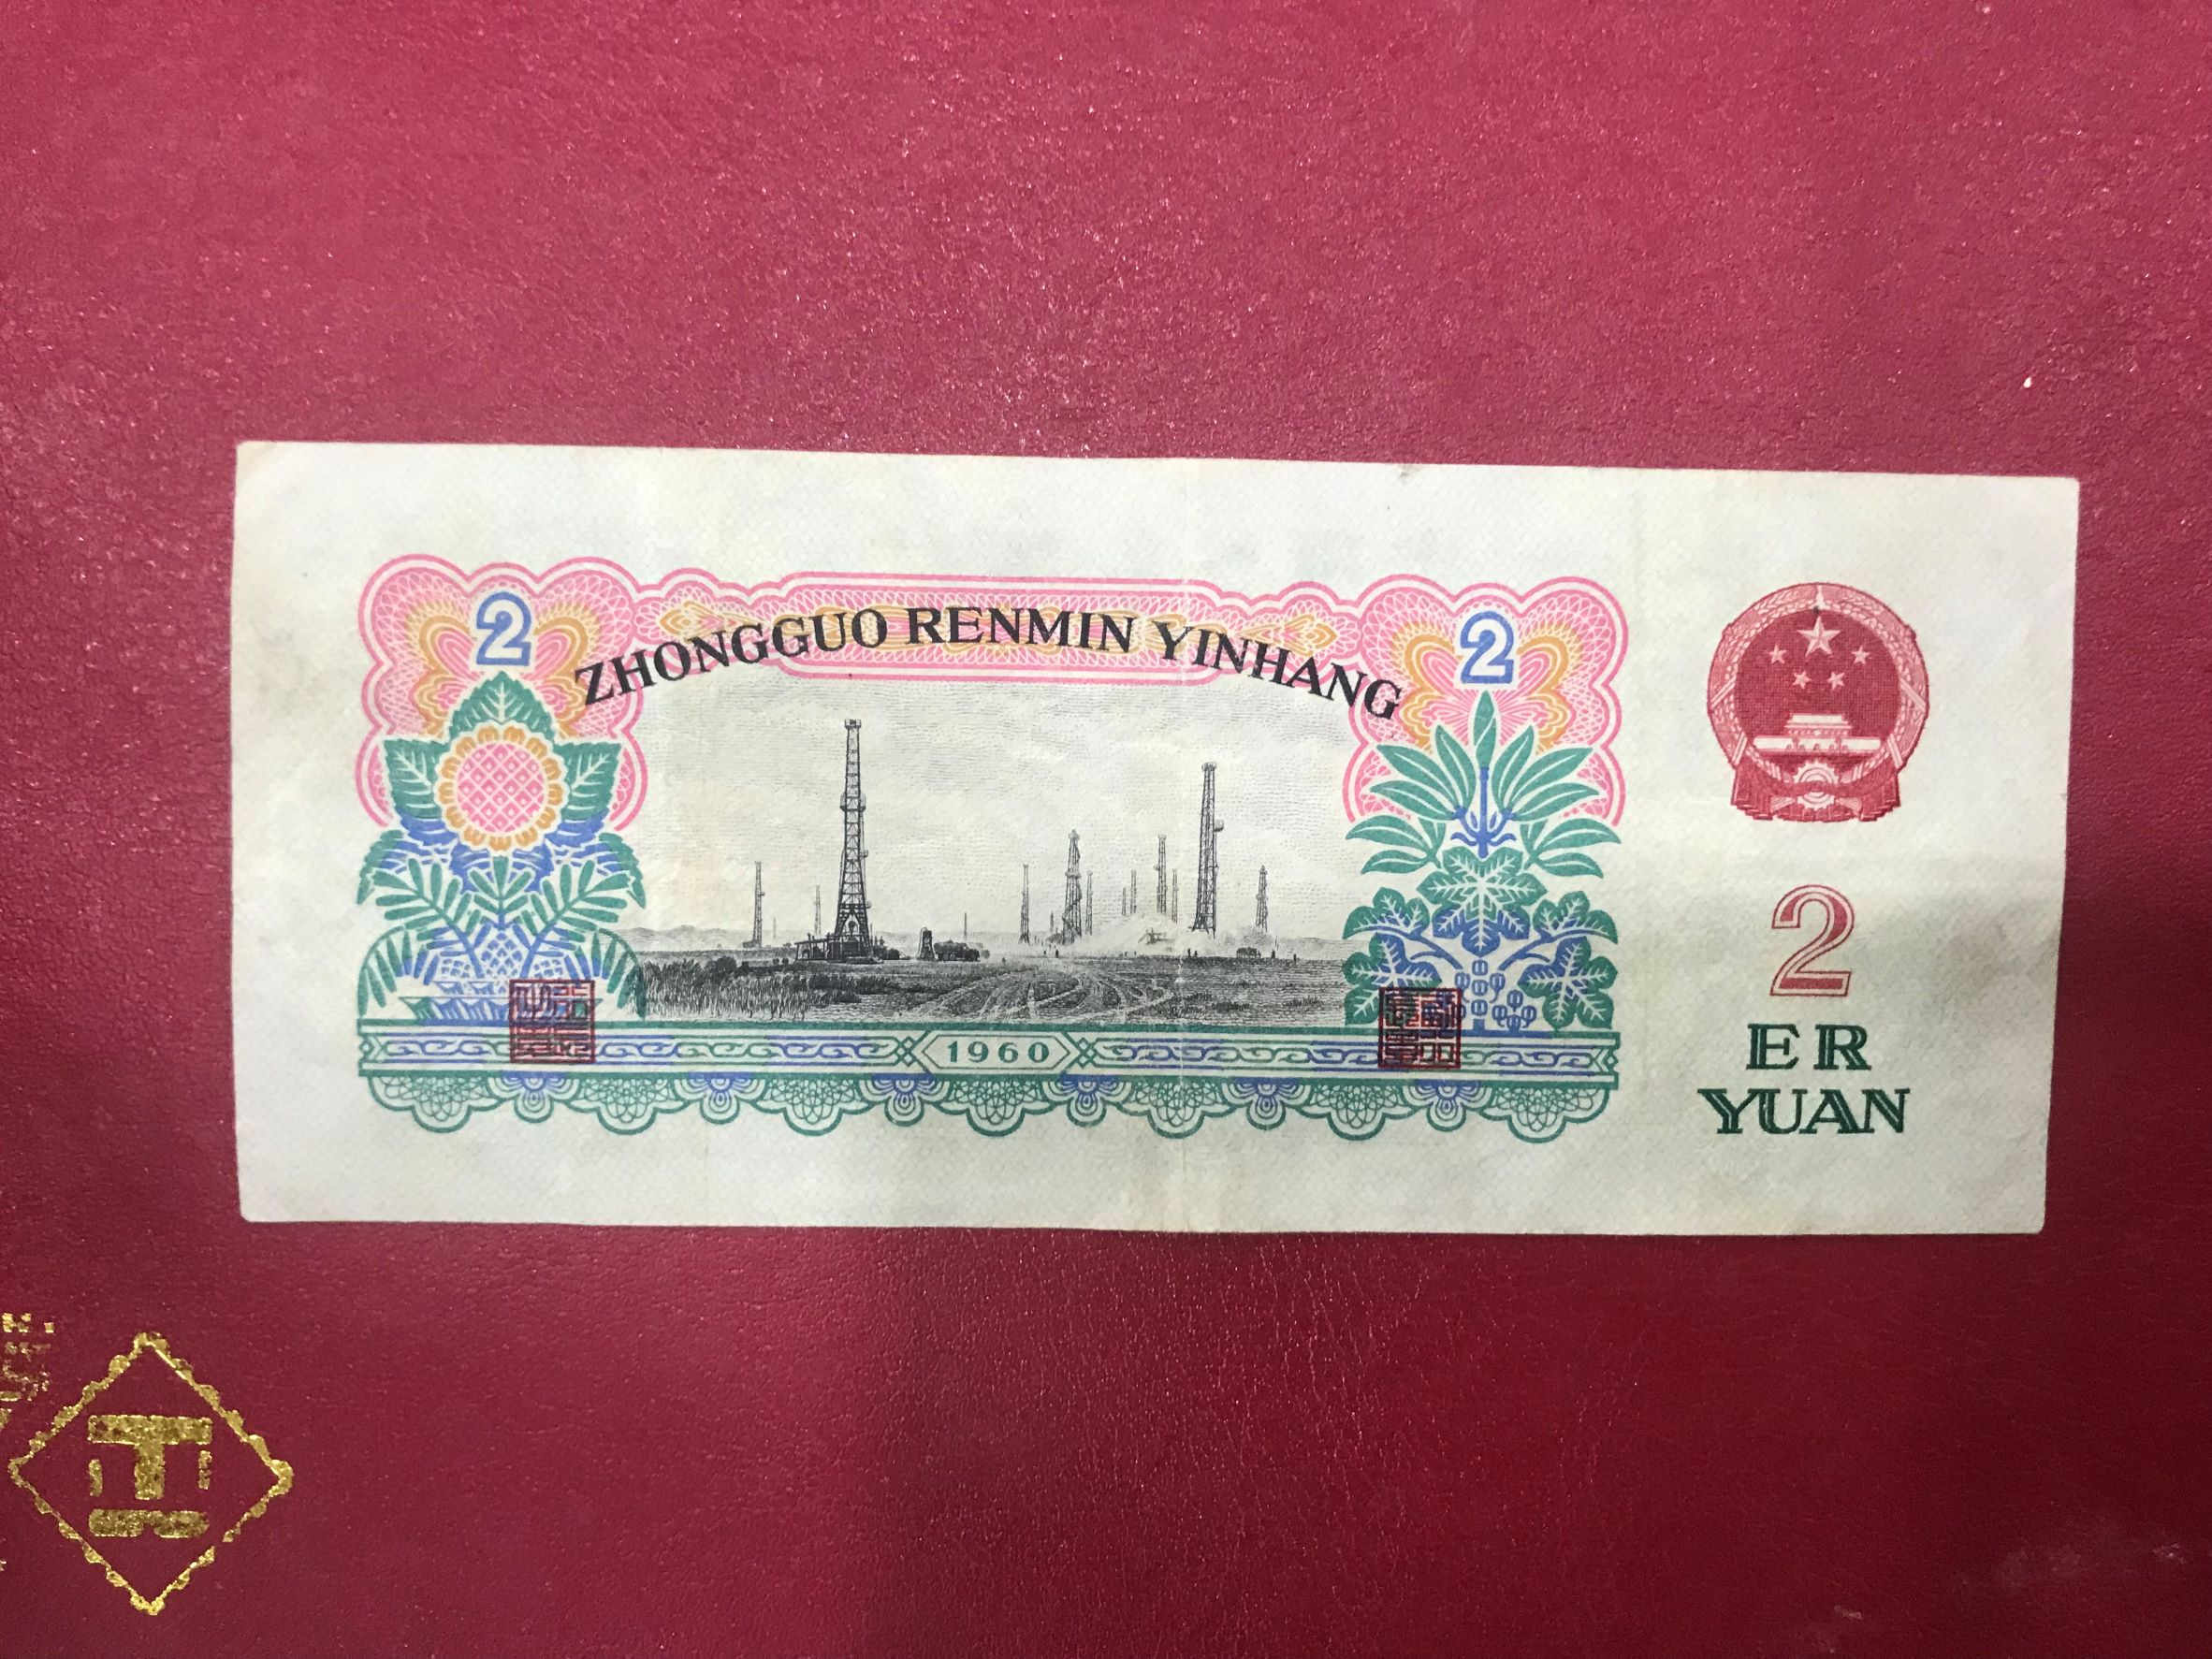 2
2
ZHONGGUO RENMIN YINHANG
2
1960
ER
YUAN